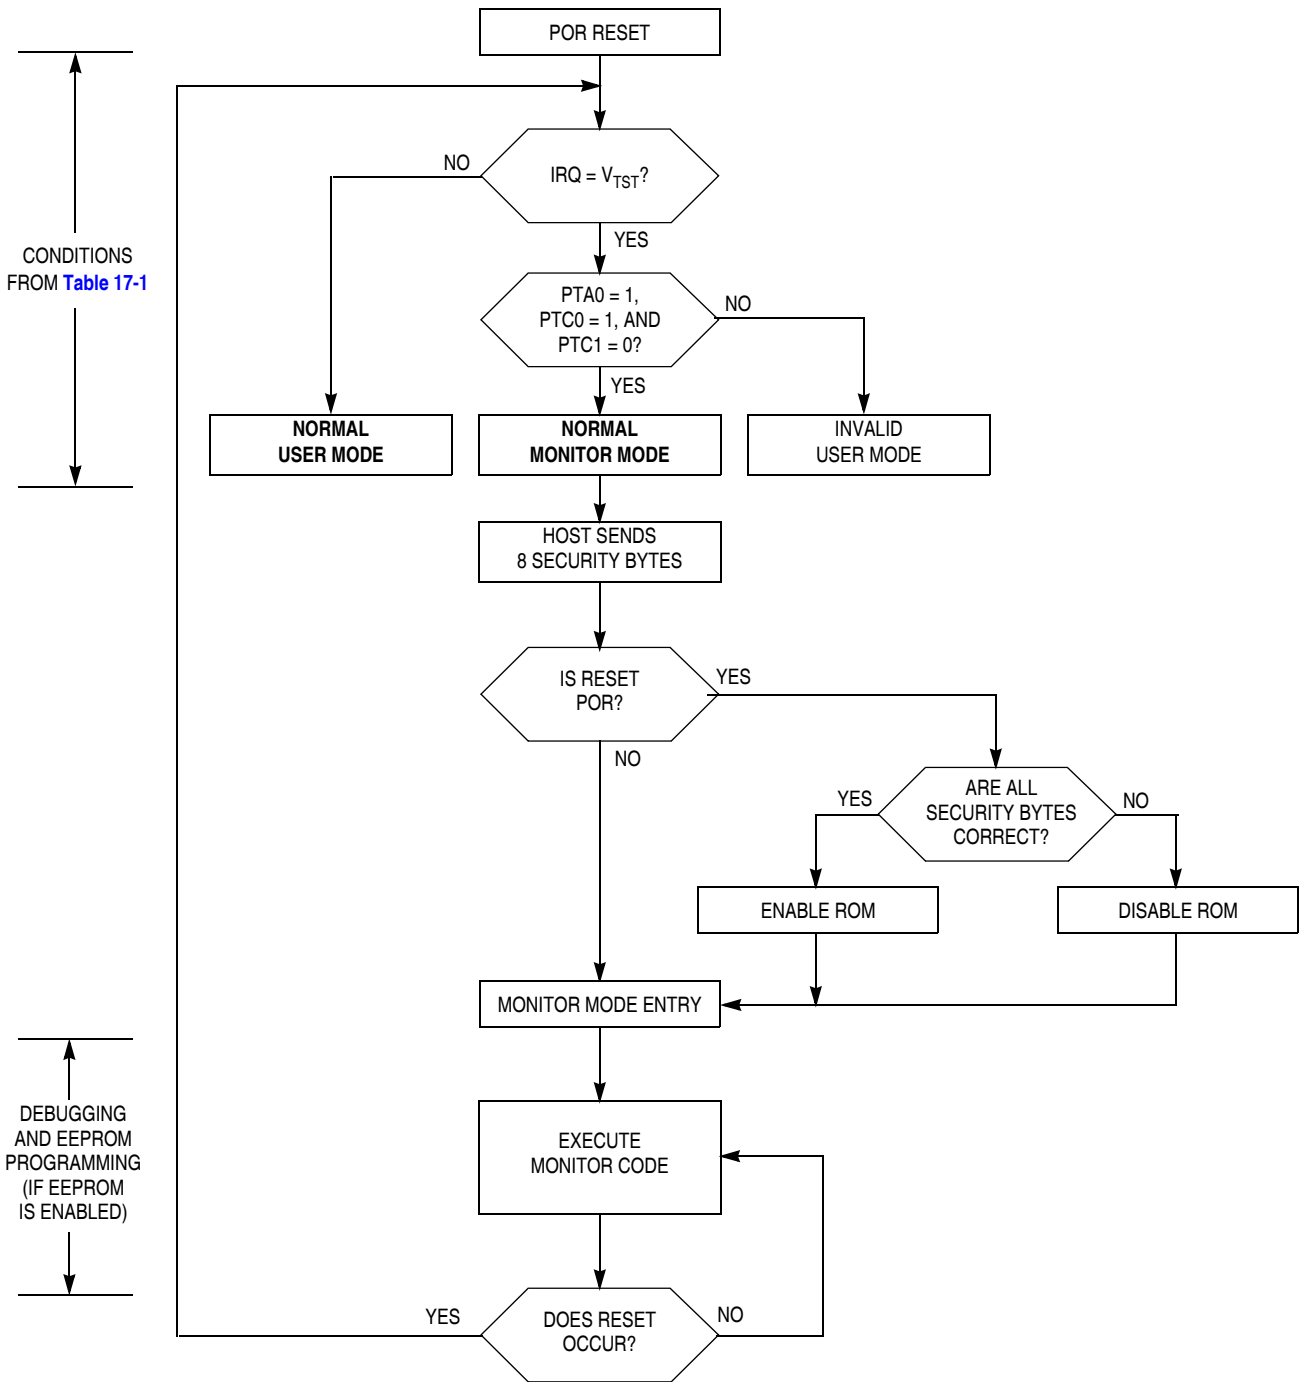 POR RESET
NO
IRQ = VTST?
YES
CONDITIONS
FROM Table 17-1
PTA0 = 1,
PTC0 = 1, AND
PTC1 = 0?
NO
YES
NORMAL
USER MODE
NORMAL
MONITOR MODE
INVALID
USER MODE
HOST SENDS
8 SECURITY BYTES
IS RESET
POR?
YES
NO
ARE ALL
SECURITY BYTES
CORRECT?
YES
NO
ENABLE ROM
DISABLE ROM
MONITOR MODE ENTRY
DEBUGGING
AND EEPROM
PROGRAMMING
(IF EEPROM
IS ENABLED)
EXECUTE
MONITOR CODE
YES
DOES RESET
OCCUR?
NO